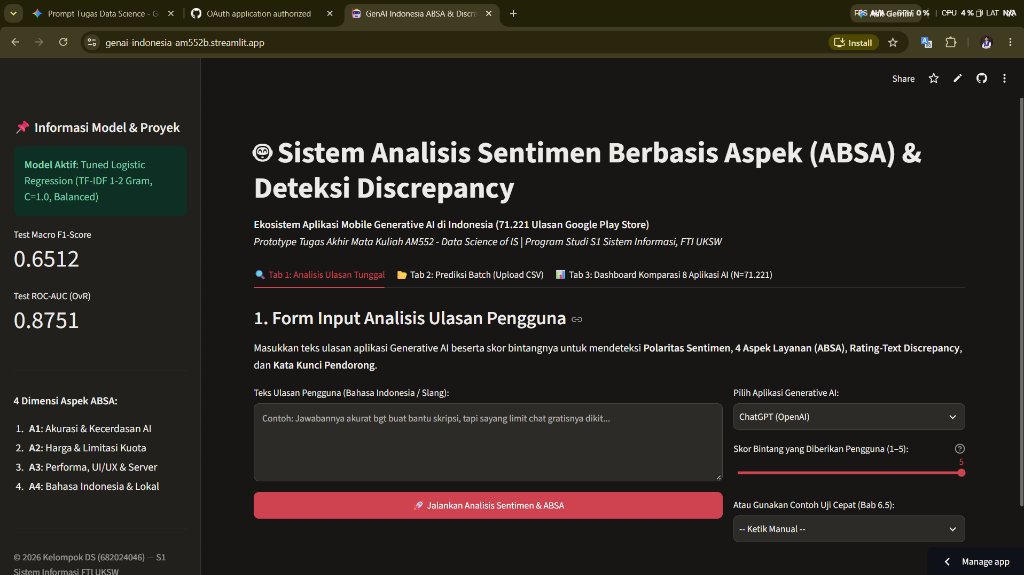 Prompt Tugas Data Science - G
OAuth application authorized
GenAI Indonesia ABSA & Discr
FPS N/A
GPU 0 %
CPU 4 %
LAT N/A
genai-indonesia-am552b.streamlit.app
Install
Share
📌 Informasi Model & Proyek
Model Aktif: Tuned Logistic
Regression (TF-IDF 1-2 Gram,
C=1.0, Balanced)
Test Macro F1-Score
0.6512
Test ROC-AUC (OvR)
0.8751
4 Dimensi Aspek ABSA:
1. A1: Akurasi & Kecerdasan AI
2. A2: Harga & Limitasi Kuota
3. A3: Performa, UI/UX & Server
4. A4: Bahasa Indonesia & Lokal
© 2026 Kelompok DS (682024046) — S1
Sistem Informasi FTI UKSW
Sistem Analisis Sentimen Berbasis Aspek (ABSA) &
Deteksi Discrepancy
Ekosistem Aplikasi Mobile Generative AI di Indonesia (71.221 Ulasan Google Play Store)
Prototype Tugas Akhir Mata Kuliah AM552 - Data Science of IS | Program Studi S1 Sistem Informasi, FTI UKSW
🔍 Tab 1: Analisis Ulasan Tunggal
📂 Tab 2: Prediksi Batch (Upload CSV)
📊 Tab 3: Dashboard Komparasi 8 Aplikasi AI (N=71.221)
1. Form Input Analisis Ulasan Pengguna
Masukkan teks ulasan aplikasi Generative AI beserta skor bintangnya untuk mendeteksi Polaritas Sentimen, 4 Aspek Layanan (ABSA), Rating-Text Discrepancy,
dan Kata Kunci Pendorong.
Teks Ulasan Pengguna (Bahasa Indonesia / Slang):
Contoh: Jawabannya akurat bgt buat bantu skripsi, tapi sayang limit chat gratisnya dikit...
🚀 Jalankan Analisis Sentimen & ABSA
Pilih Aplikasi Generative AI:
ChatGPT (OpenAI)
Skor Bintang yang Diberikan Pengguna (1–5):
5
Atau Gunakan Contoh Uji Cepat (Bab 6.5):
-- Ketik Manual --
Manage app